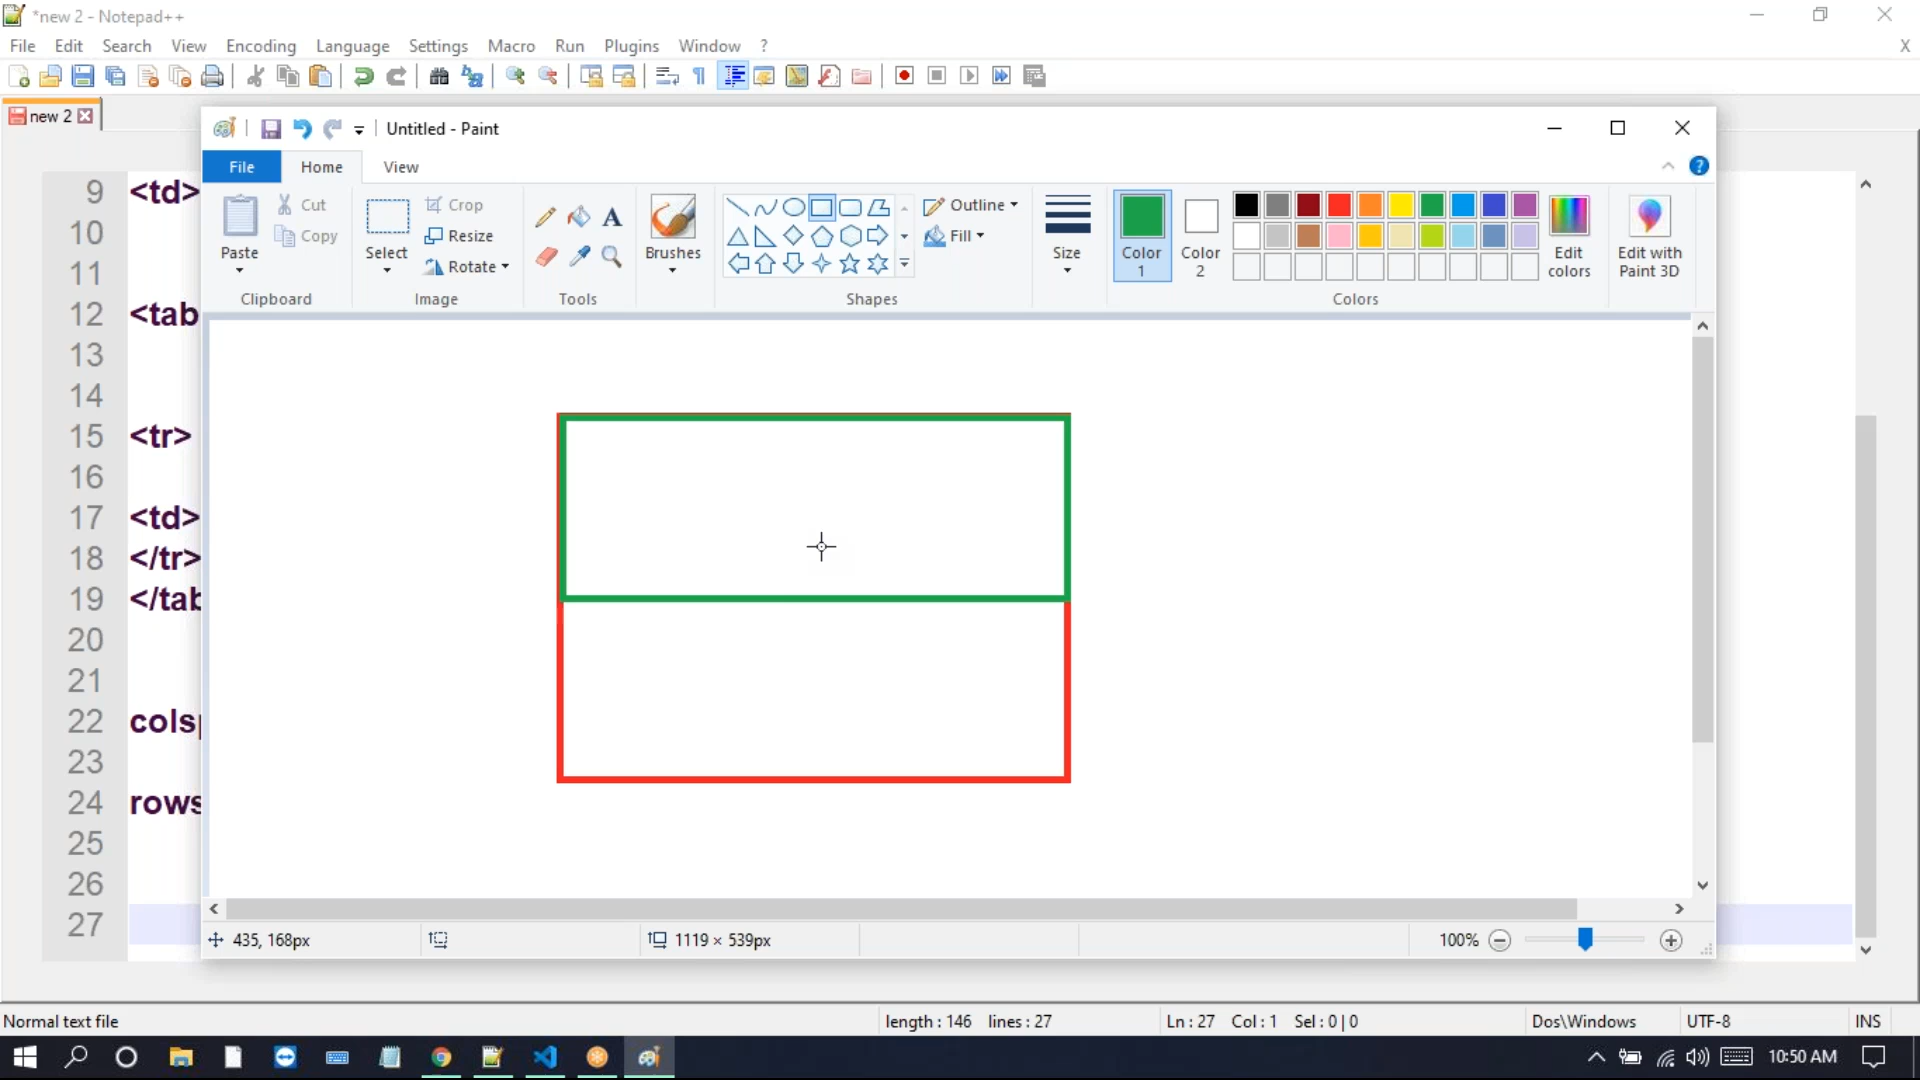 *new 2 - Notepad++
File Edit Search View Encoding Language Settings Macro Run Plugins Window ? X
new 2
Untitled - Paint
File Home View
Paste Cut Copy Select Crop Resize Rotate Brushes Outline Fill Size Color 1 Color 2 Edit colors Edit with Paint 3D
Clipboard Image Tools Shapes Colors
9 <td>
10
11
12 <tab
13
14
15 <tr>
16
17 <td>
18 </tr>
19 </tab
20
21
22 cols
23
24 rows
25
26
27
435, 168px 1119 × 539px 100%
Normal text file length : 146 lines : 27 Ln : 27 Col : 1 Sel : 0 | 0 Dos\Windows UTF-8 INS
10:50 AM